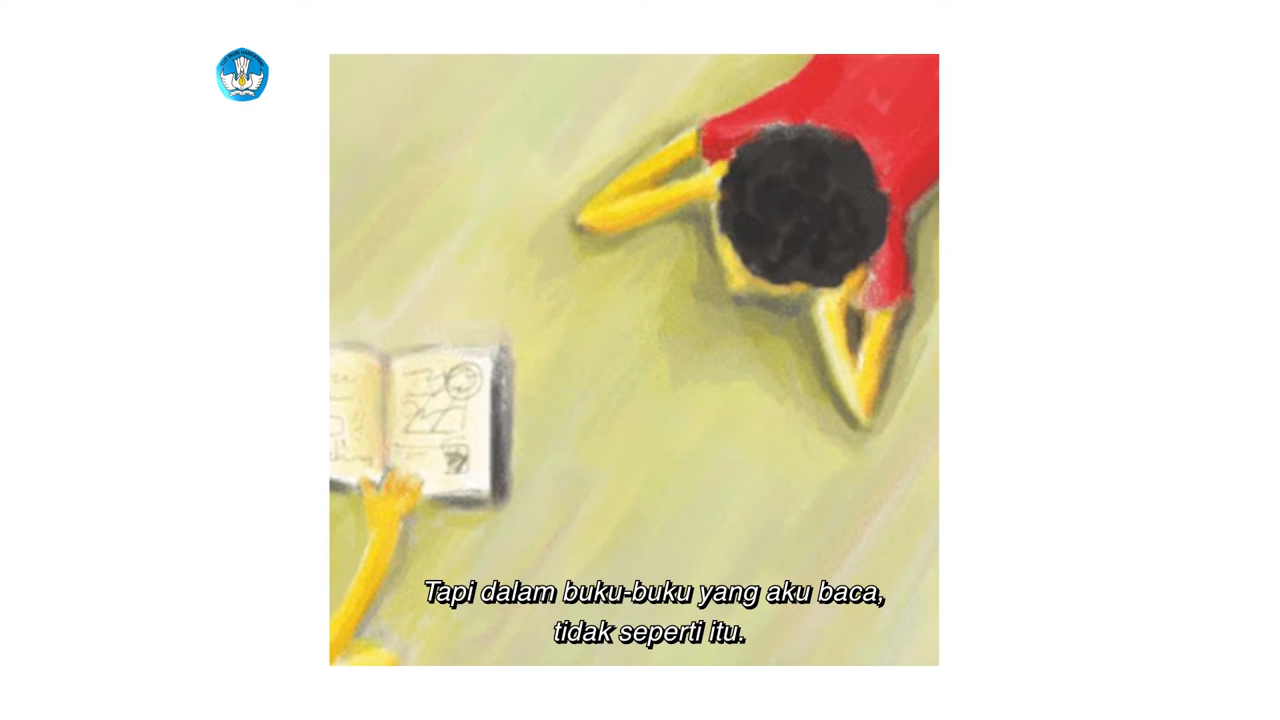 Tapi dalam buku-buku yang aku baca,
tidak seperti itu.